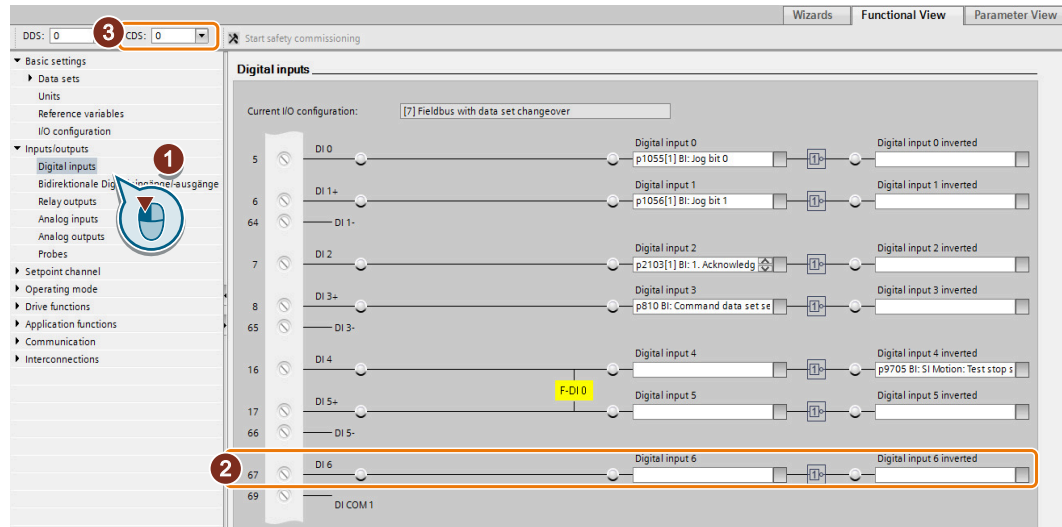 Wizards Functional View Parameter View
DDS: 0 3 CDS: 0 Start safety commissioning
Basic settings
Data sets
Units
Reference variables
I/O configuration
Inputs/outputs
Digital inputs
1
Relay outputs
Analog inputs
Analog outputs
Probes
Setpoint channel
Operating mode
Drive functions
Application functions
Communication
Interconnections
Digital inputs
Current I/O configuration: [7] Fieldbus with data set changeover
Digital input 0 Digital input 0 inverted
5 DI 0 p1055[1] BI: Jog bit 0 1
Digital input 1 Digital input 1 inverted
6 DI 1+ p1056[1] BI: Jog bit 1 1
64 DI 1-
Digital input 2 Digital input 2 inverted
7 DI 2 p2103[1] BI: 1. Acknowledg 1
Digital input 3 Digital input 3 inverted
8 DI 3+ p810 BI: Command data set se 1
65 DI 3-
Digital input 4 Digital input 4 inverted
16 DI 4 1 p9705 BI: SI Motion: Test stop s
F-DI 0
Digital input 5 Digital input 5 inverted
17 DI 5+ 1
66 DI 5-
2
Digital input 6 Digital input 6 inverted
67 DI 6 1
69 DI COM 1